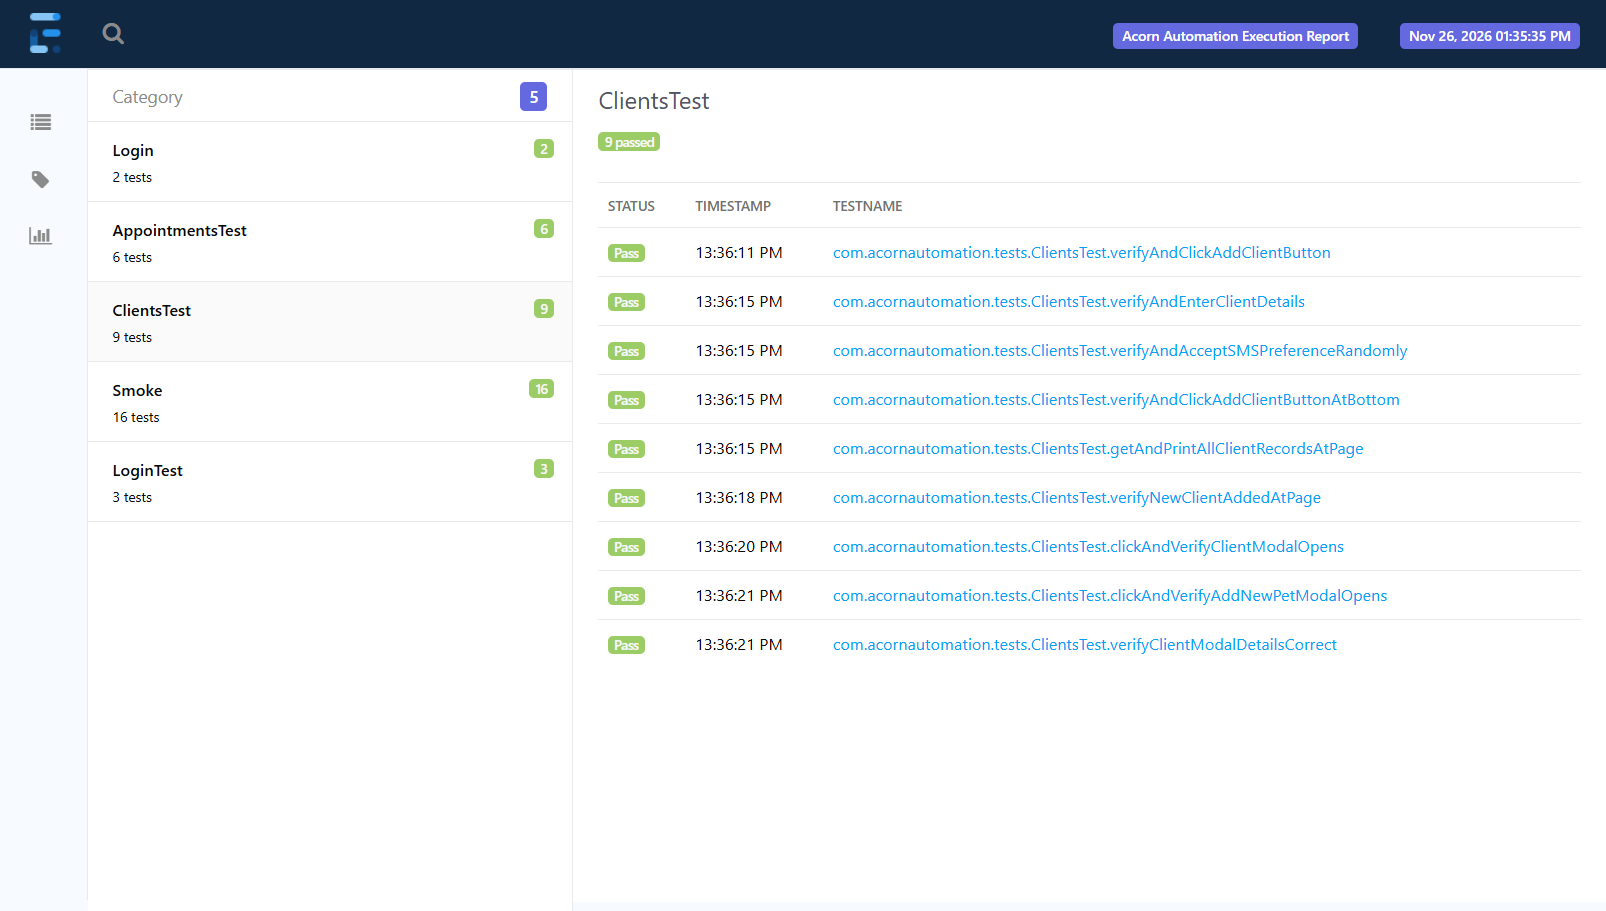 Acorn Automation Execution Report
Nov 26, 2026 01:35:35 PM
Category
5
Login
2
2 tests
AppointmentsTest
6
6 tests
ClientsTest
9
9 tests
Smoke
16
16 tests
LoginTest
3
3 tests
ClientsTest
9 passed
STATUS TIMESTAMP TESTNAME
Pass 13:36:11 PM com.acornautomation.tests.ClientsTest.verifyAndClickAddClientButton
Pass 13:36:15 PM com.acornautomation.tests.ClientsTest.verifyAndEnterClientDetails
Pass 13:36:15 PM com.acornautomation.tests.ClientsTest.verifyAndAcceptSMSPreferenceRandomly
Pass 13:36:15 PM com.acornautomation.tests.ClientsTest.verifyAndClickAddClientButtonAtBottom
Pass 13:36:15 PM com.acornautomation.tests.ClientsTest.getAndPrintAllClientRecordsAtPage
Pass 13:36:18 PM com.acornautomation.tests.ClientsTest.verifyNewClientAddedAtPage
Pass 13:36:20 PM com.acornautomation.tests.ClientsTest.clickAndVerifyClientModalOpens
Pass 13:36:21 PM com.acornautomation.tests.ClientsTest.clickAndVerifyAddNewPetModalOpens
Pass 13:36:21 PM com.acornautomation.tests.ClientsTest.verifyClientModalDetailsCorrect